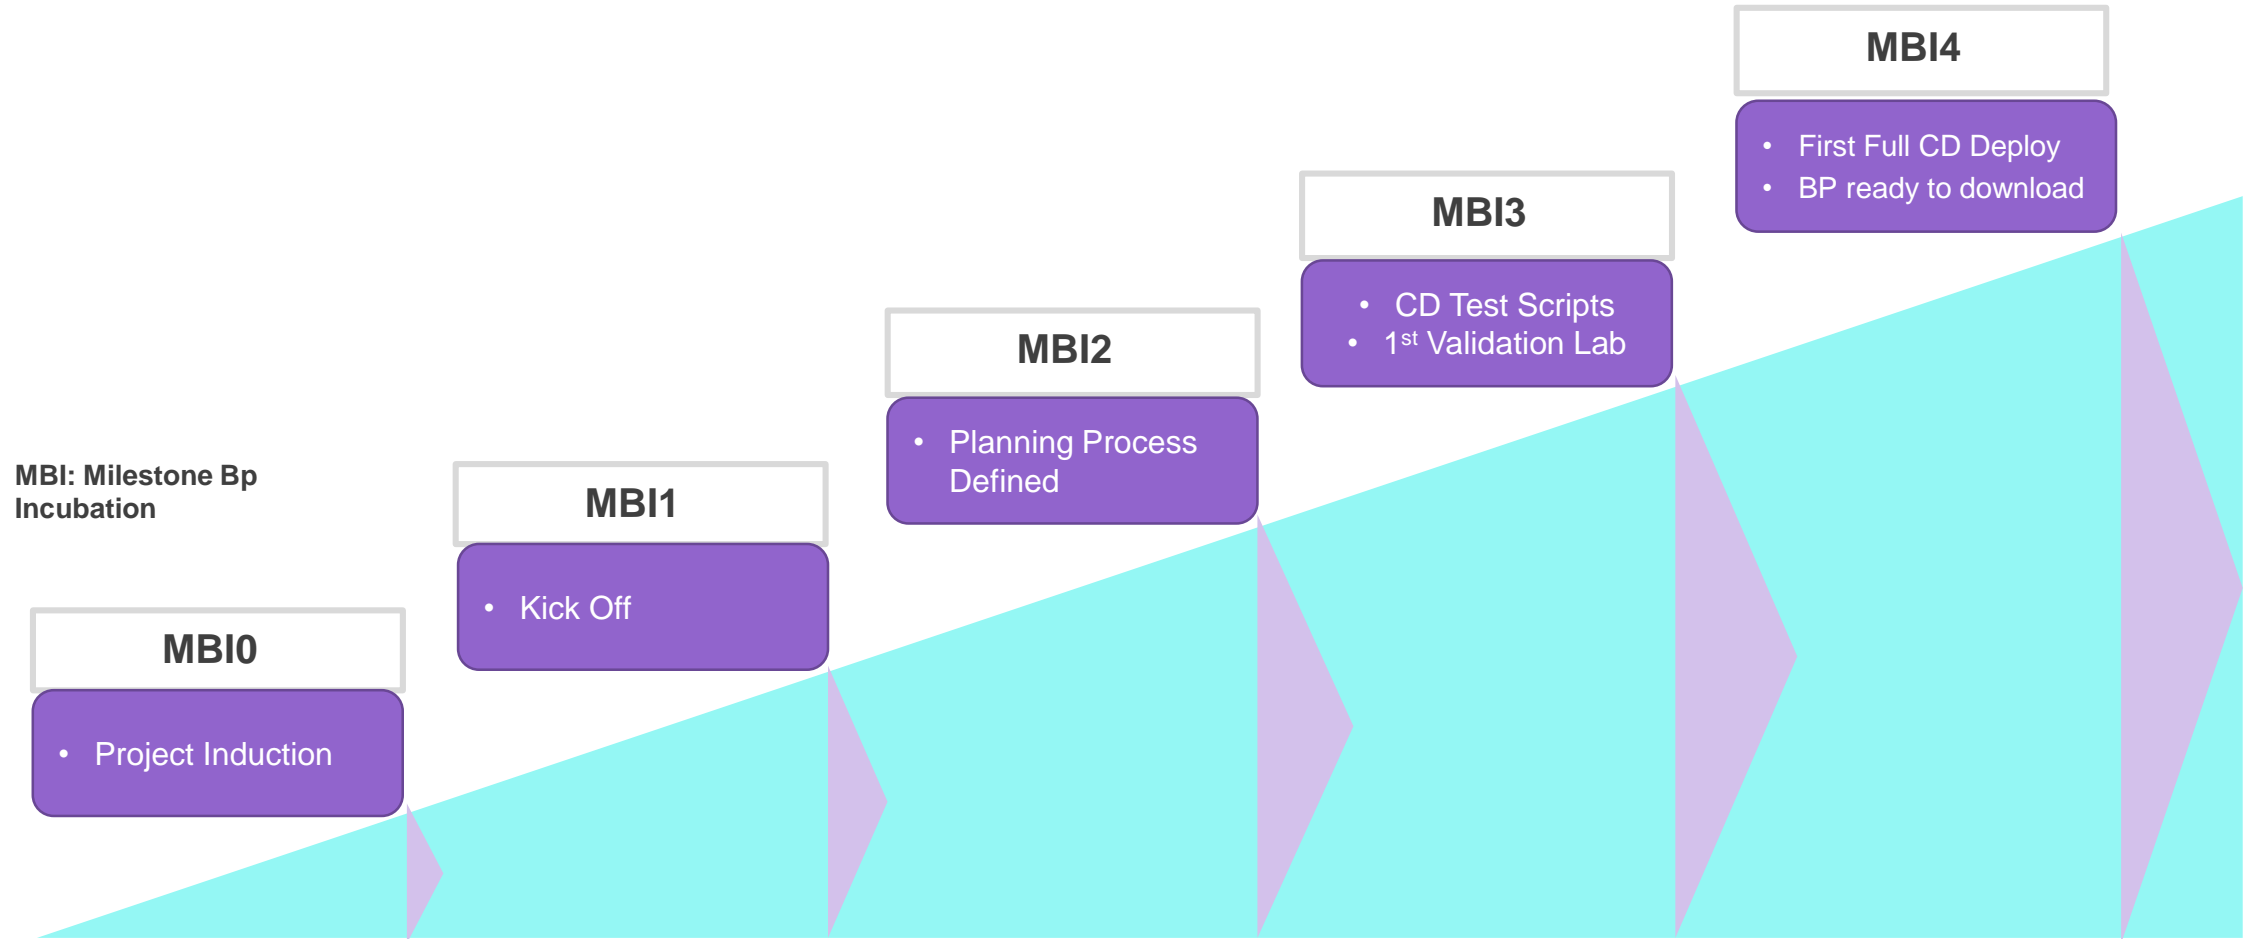 MBI: Milestone Bp
Incubation
MBI0
• Project Induction
MBI1
• Kick Off
MBI2
• Planning Process
Defined
MBI3
• CD Test Scripts
• 1st Validation Lab
MBI4
• First Full CD Deploy
• BP ready to download